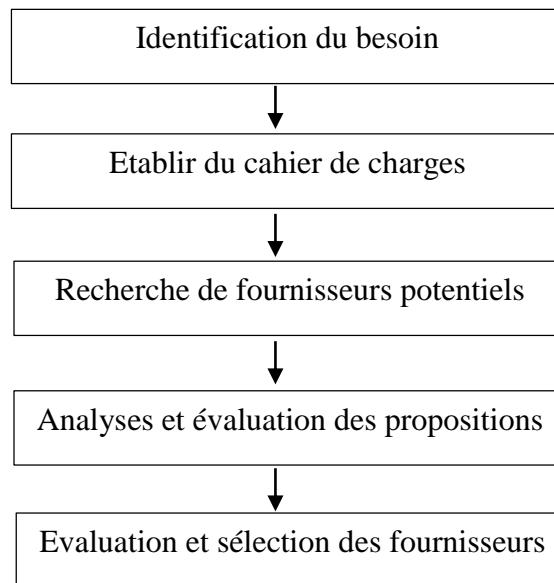 Identification du besoin
Etablir du cahier de charges
Recherche de fournisseurs potentiels
Analyses et évaluation des propositions
Evaluation et sélection des fournisseurs